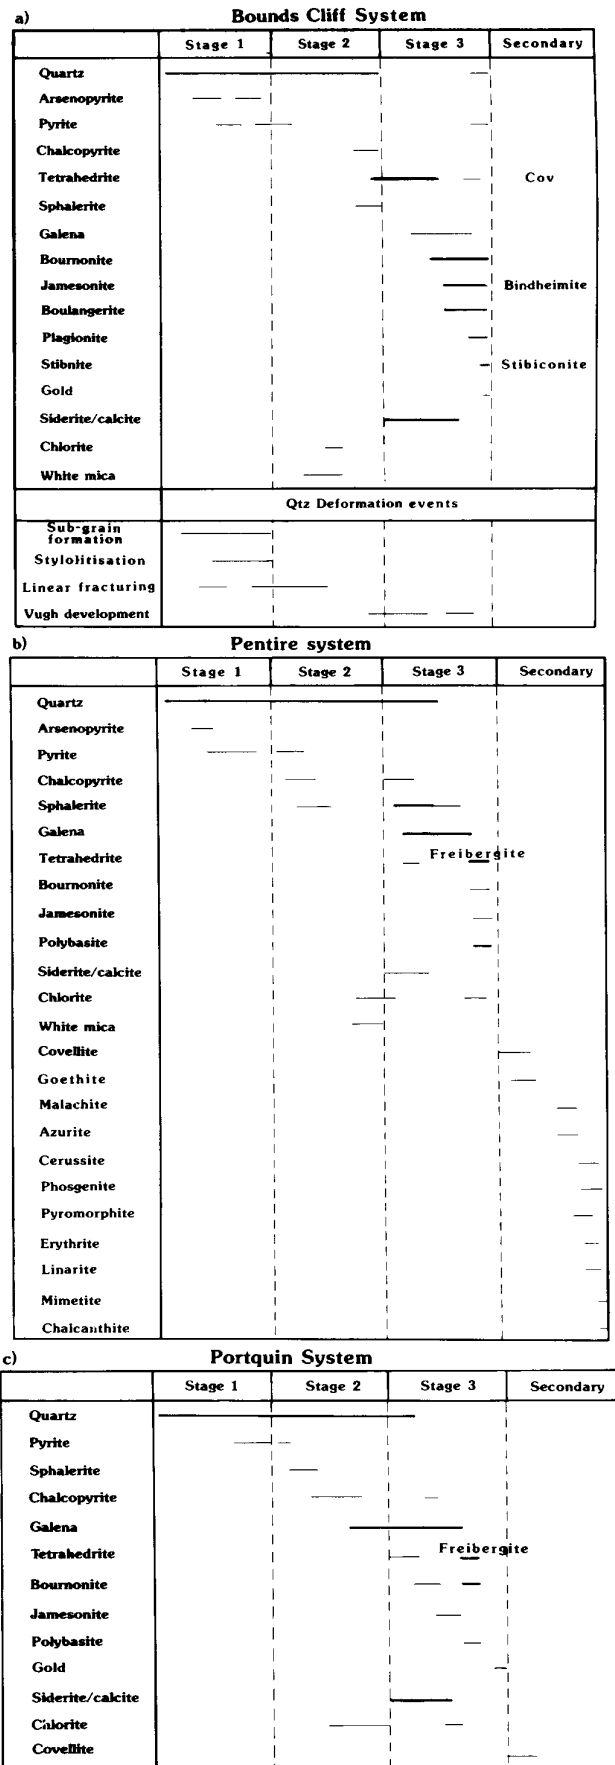 a)
Bounds Cliff System
Stage 1 Stage 2 Stage 3 Secondary
Quartz
Arsenopyrite
Pyrite
Chalcopyrite
Tetrahedrite Cov
Sphalerite
Galena
Bournonite
Jamesonite Bindheimite
Boulangerite
Plagionite
Stibnite Stibiconite
Gold
Siderite/calcite
Chlorite
White mica
Qtz Deformation events
Sub-grain
formation
Stylolitisation
Linear fracturing
Vugh development
b)
Pentire system
Stage 1 Stage 2 Stage 3 Secondary
Quartz
Arsenopyrite
Pyrite
Chalcopyrite
Sphalerite
Galena
Tetrahedrite Freibergite
Bournonite
Jamesonite
Polybasite
Siderite/calcite
Chlorite
White mica
Covellite
Goethite
Malachite
Azurite
Cerussite
Phosgenite
Pyromorphite
Erythrite
Linarite
Mimetite
Chalcanthite
c)
Portquin System
Stage 1 Stage 2 Stage 3 Secondary
Quartz
Pyrite
Sphalerite
Chalcopyrite
Galena
Tetrahedrite Freibergite
Bournonite
Jamesonite
Polybasite
Gold
Siderite/calcite
Chlorite
Covellite